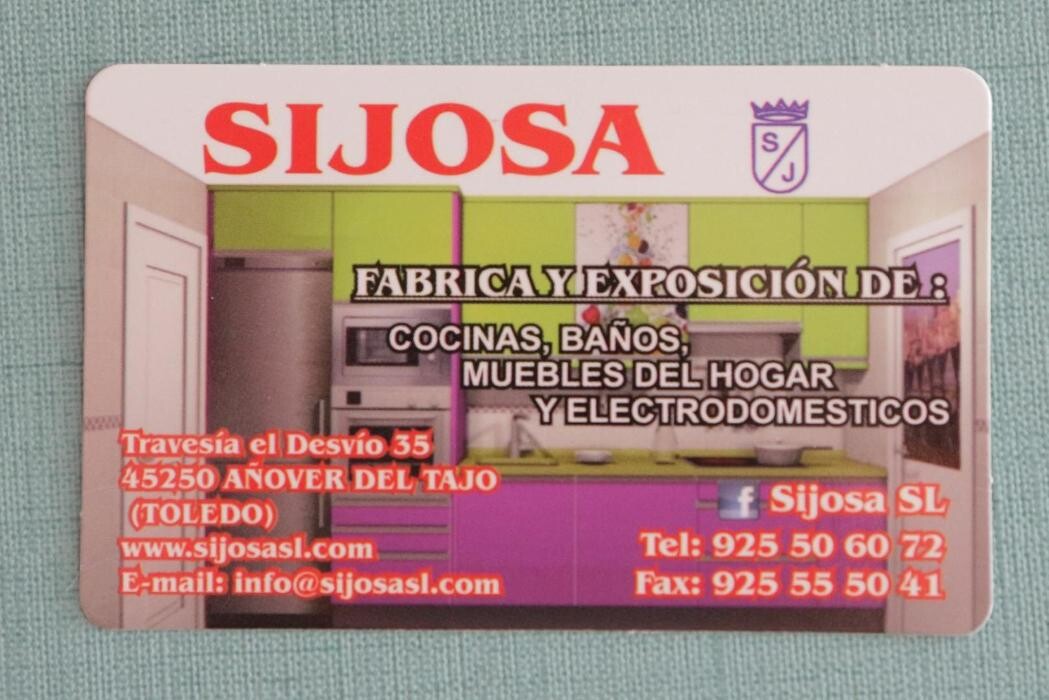 SIJOSA
S
J
FABRICA Y EXPOSICIÓN DE :
COCINAS, BAÑOS,
MUEBLES DEL HOGAR
Y ELECTRODOMESTICOS
Travesía el Desvío 35
45250 AÑOVER DEL TAJO
(TOLEDO)
www.sijosasl.com
E-mail: info@sijosasl.com
f Sijosa SL
Tel: 925 50 60 72
Fax: 925 55 50 41